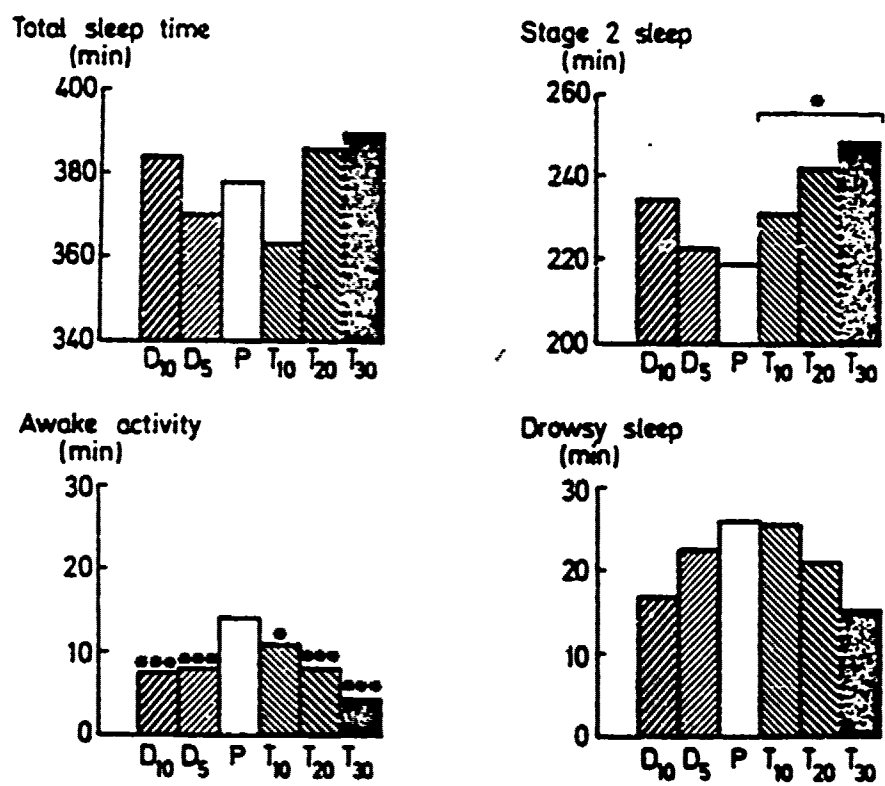 Total sleep time
(min)
400
380
360
340
D10 D5 P T10 T20 T30
Stage 2 sleep
(min)
260
240
220
200
*
D10 D5 P T10 T20 T30
Awake activity
(min)
30
20
10
0
*** *** * *** ***
D10 D5 P T10 T20 T30
Drowsy sleep
(min)
30
20
10
0
D10 D5 P T10 T20 T30